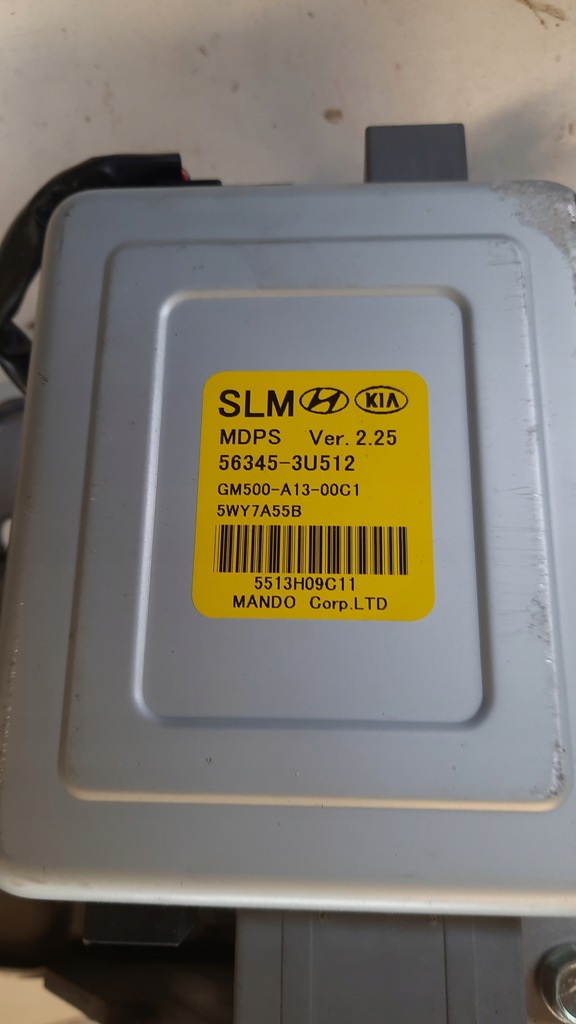 SLM KIA
MDPS Ver. 2.25
56345-3U512
GM500-A13-00C1
5WY7A55B
5513H09C11
MANDO Corp.LTD